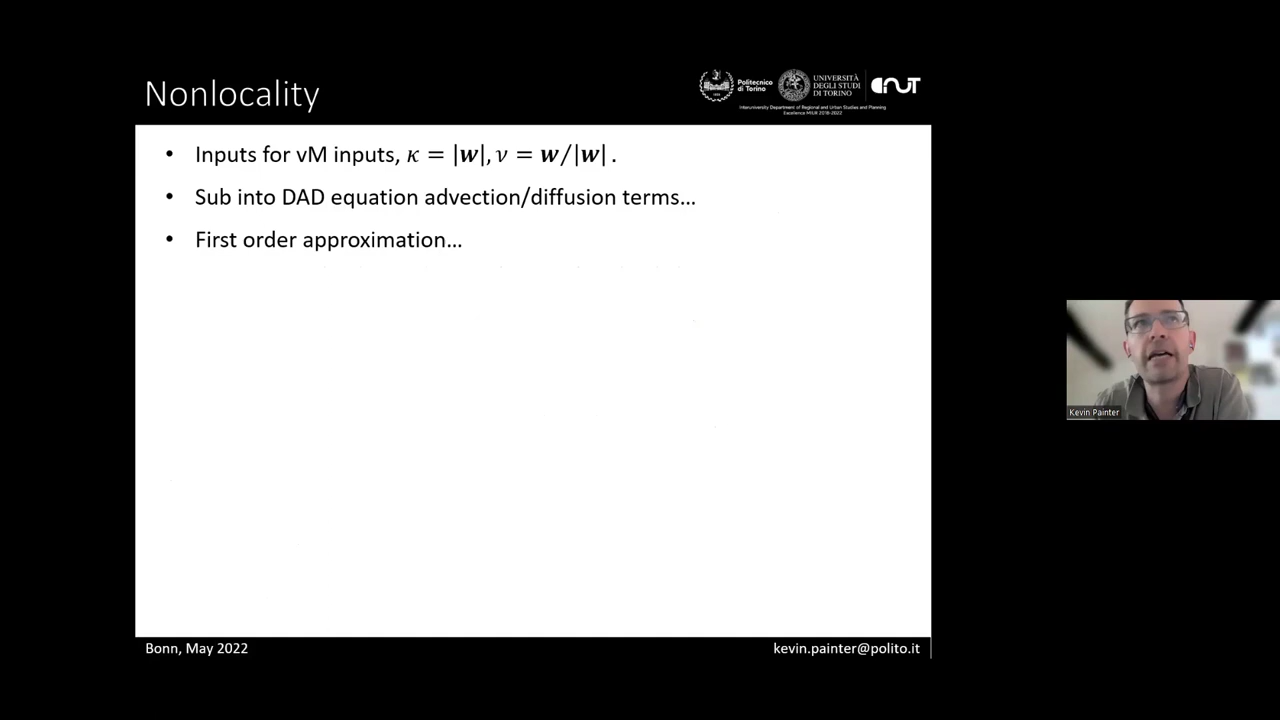 Nonlocality
Politecnico
di Torino
UNIVERSITÀ
DEGLI STUDI
DI TORINO
Interuniversity Department of Regional and Urban Studies and Planning
Excellence MIUR 2018-2022
• Inputs for vM inputs, κ = |w|, ν = w/|w| .
• Sub into DAD equation advection/diffusion terms…
• First order approximation…
Kevin Painter
Bonn, May 2022
kevin.painter@polito.it